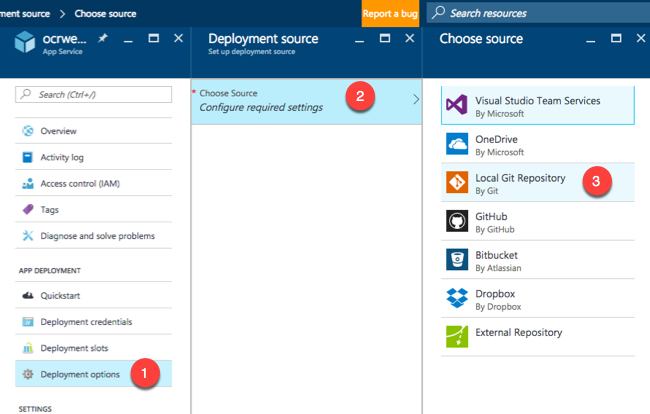 ment source > Choose source
Report a bug
Search resources
ocrwe...
App Service
Search (Ctrl+/)
Overview
Activity log
Access control (IAM)
Tags
Diagnose and solve problems
APP DEPLOYMENT
Quickstart
Deployment credentials
Deployment slots
Deployment options
1
SETTINGS
Deployment source
Set up deployment source
* Choose Source
Configure required settings
2
Choose source
Visual Studio Team Services
By Microsoft
OneDrive
By Microsoft
Local Git Repository
By Git
3
GitHub
By GitHub
Bitbucket
By Atlassian
Dropbox
By Dropbox
External Repository